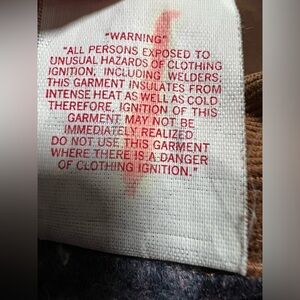 "WARNING"
"ALL PERSONS EXPOSED TO
UNUSUAL HAZARDS OF CLOTHING
IGNITION, INCLUDING WELDERS:
THIS GARMENT INSULATES FROM
INTENSE HEAT AS WELL AS COLD.
THEREFORE, IGNITION OF THIS
GARMENT MAY NOT BE
IMMEDIATELY REALIZED.
DO NOT USE THIS GARMENT
WHERE THERE IS A DANGER
OF CLOTHING IGNITION."